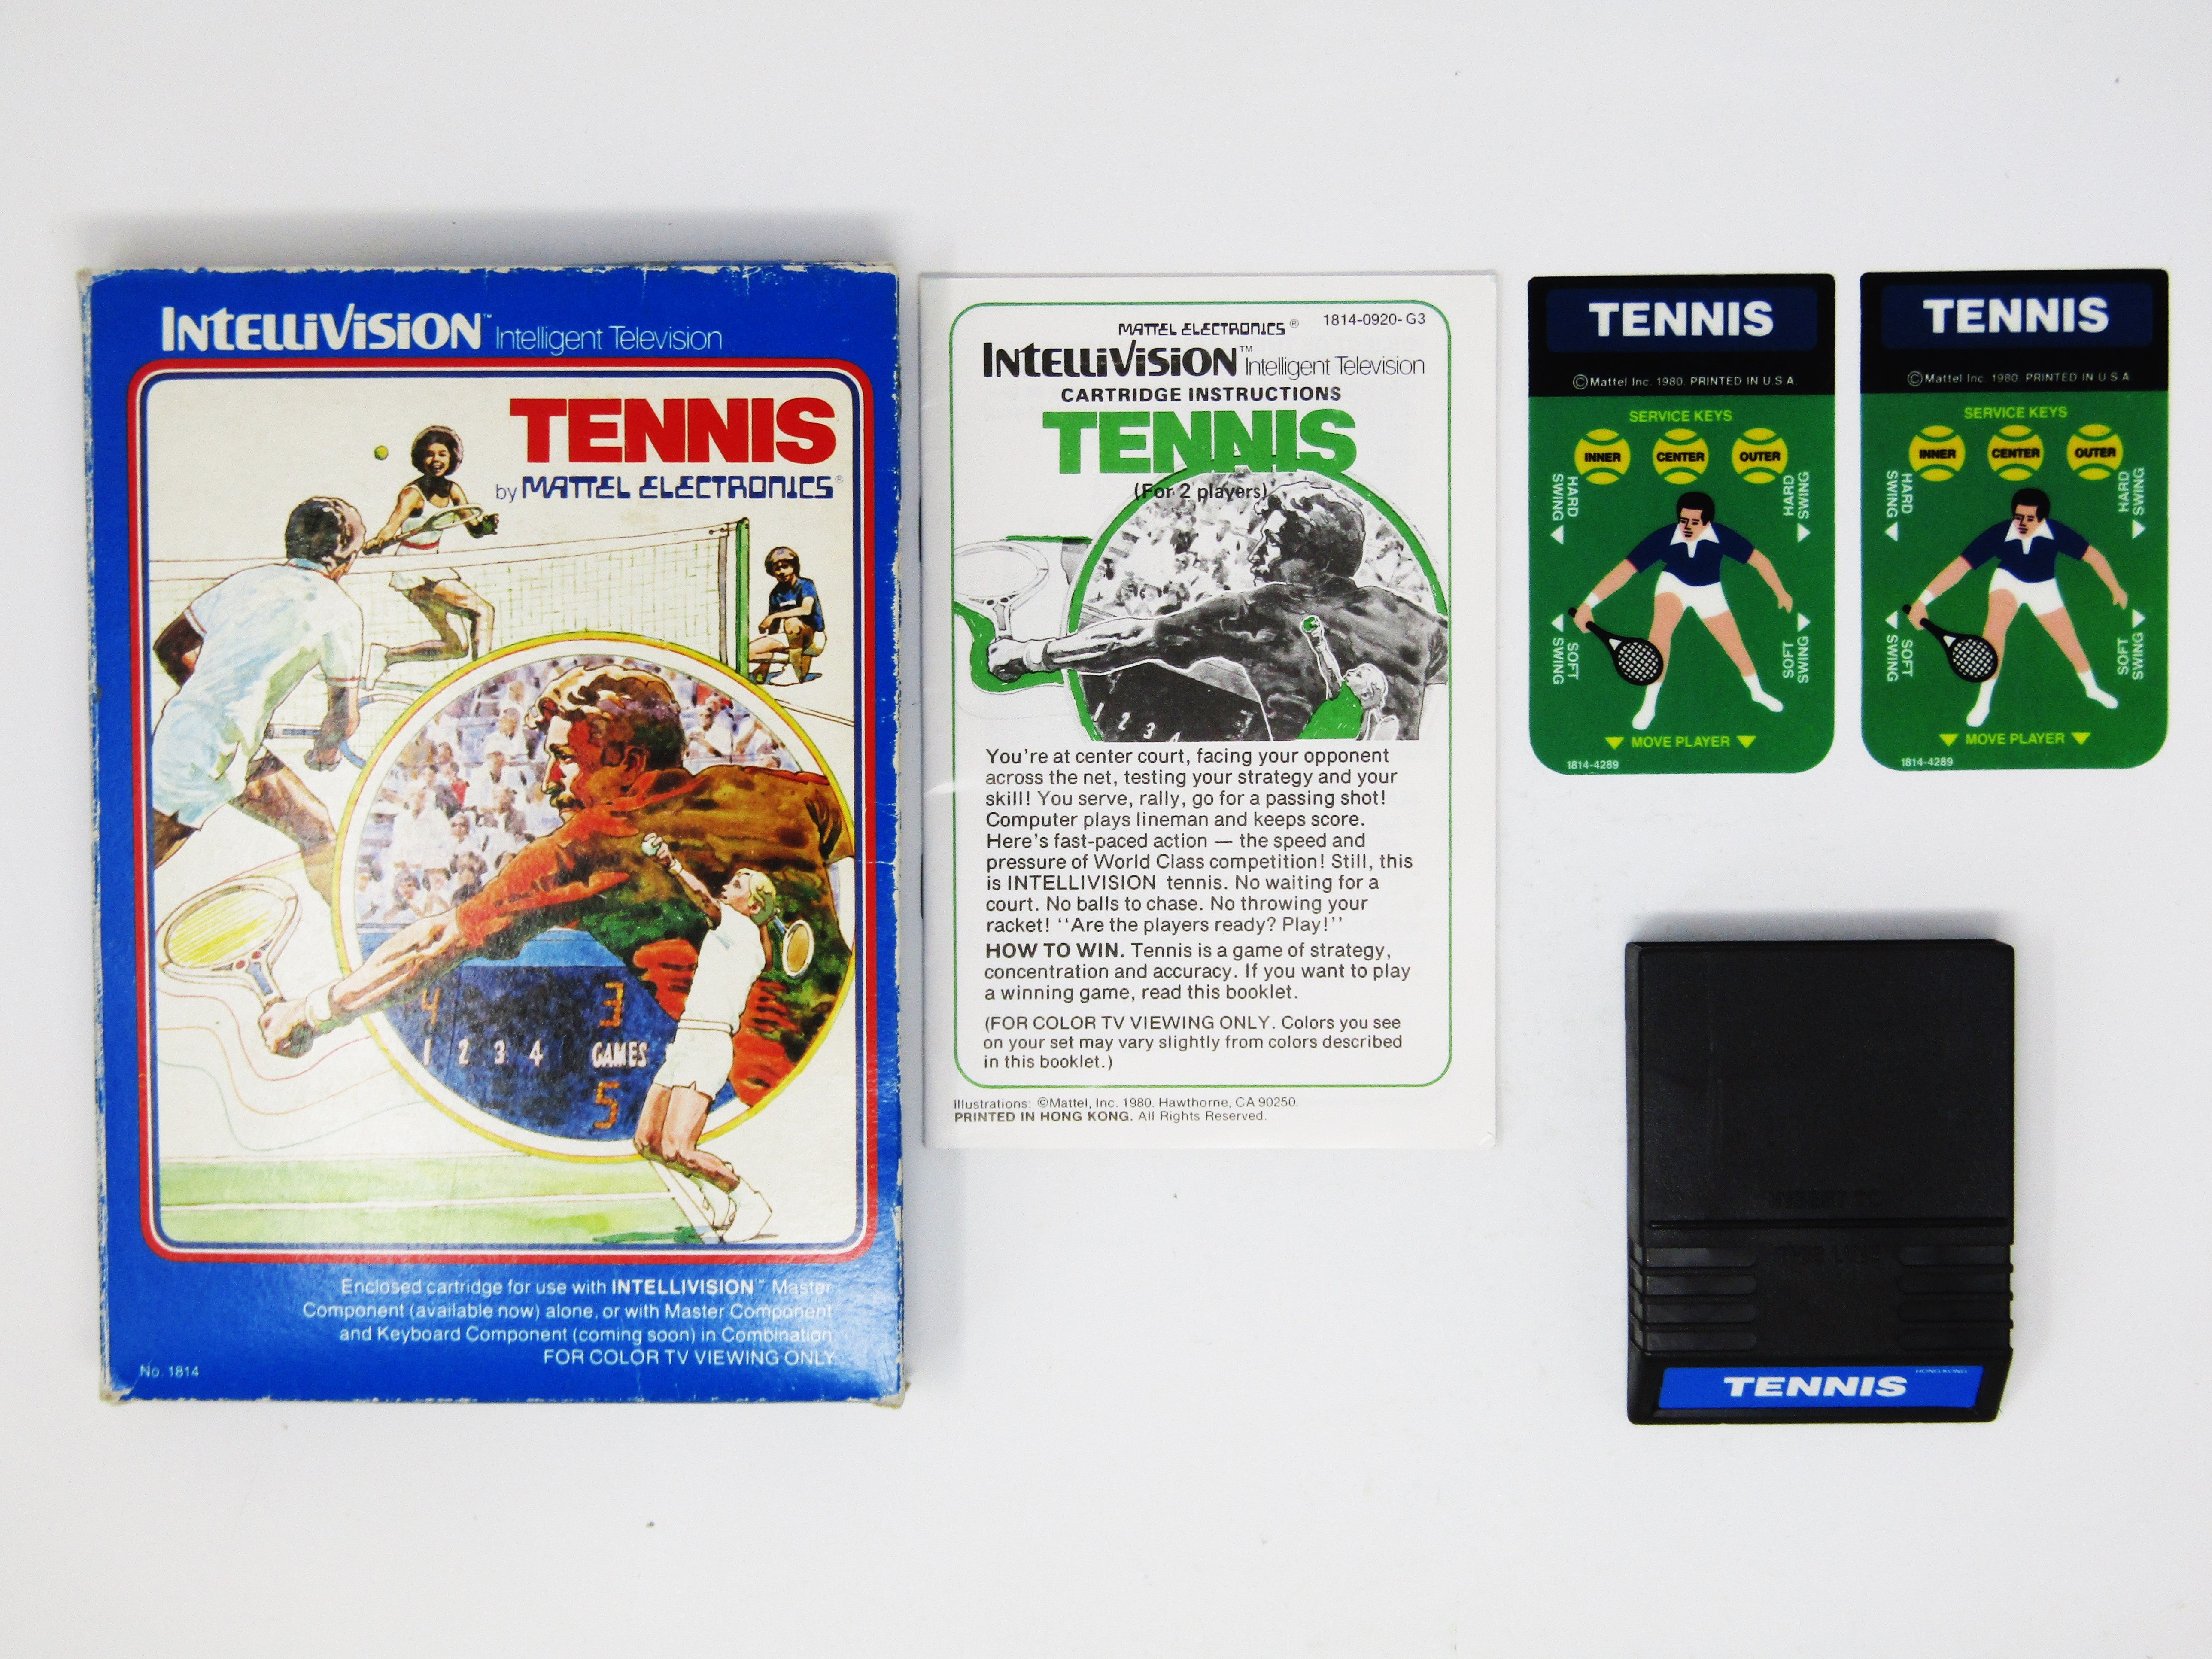 INTELLIVISION™ Intelligent Television
TENNIS
by MATTEL ELECTRONICS®
4 3
1 2 3 4 GAMES
5
Enclosed cartridge for use with INTELLIVISION™ Master
Component (available now) alone, or with Master Component
and Keyboard Component (coming soon) in Combination.
FOR COLOR TV VIEWING ONLY
No. 1814
MATTEL ELECTRONICS® 1814-0920-G3
INTELLIVISION™ Intelligent Television
CARTRIDGE INSTRUCTIONS
TENNIS
(For 2 players)
1 2 3 4
You're at center court, facing your opponent
across the net, testing your strategy and your
skill! You serve, rally, go for a passing shot!
Computer plays lineman and keeps score.
Here's fast-paced action — the speed and
pressure of World Class competition! Still, this
is INTELLIVISION tennis. No waiting for a
court. No balls to chase. No throwing your
racket! ‘‘Are the players ready? Play!’’
HOW TO WIN. Tennis is a game of strategy,
concentration and accuracy. If you want to play
a winning game, read this booklet.
(FOR COLOR TV VIEWING ONLY. Colors you see
on your set may vary slightly from colors described
in this booklet.)
Illustrations: ©Mattel, Inc. 1980. Hawthorne, CA 90250.
PRINTED IN HONG KONG. All Rights Reserved.
TENNIS
©Mattel Inc. 1980. PRINTED IN U.S.A.
SERVICE KEYS
INNER CENTER OUTER
HARD SWING
HARD SWING
SOFT SWING
SOFT SWING
MOVE PLAYER
1814-4289
TENNIS
©Mattel Inc. 1980. PRINTED IN U.S.A.
SERVICE KEYS
INNER CENTER OUTER
HARD SWING
HARD SWING
SOFT SWING
SOFT SWING
MOVE PLAYER
1814-4289
HONG KONG
TENNIS